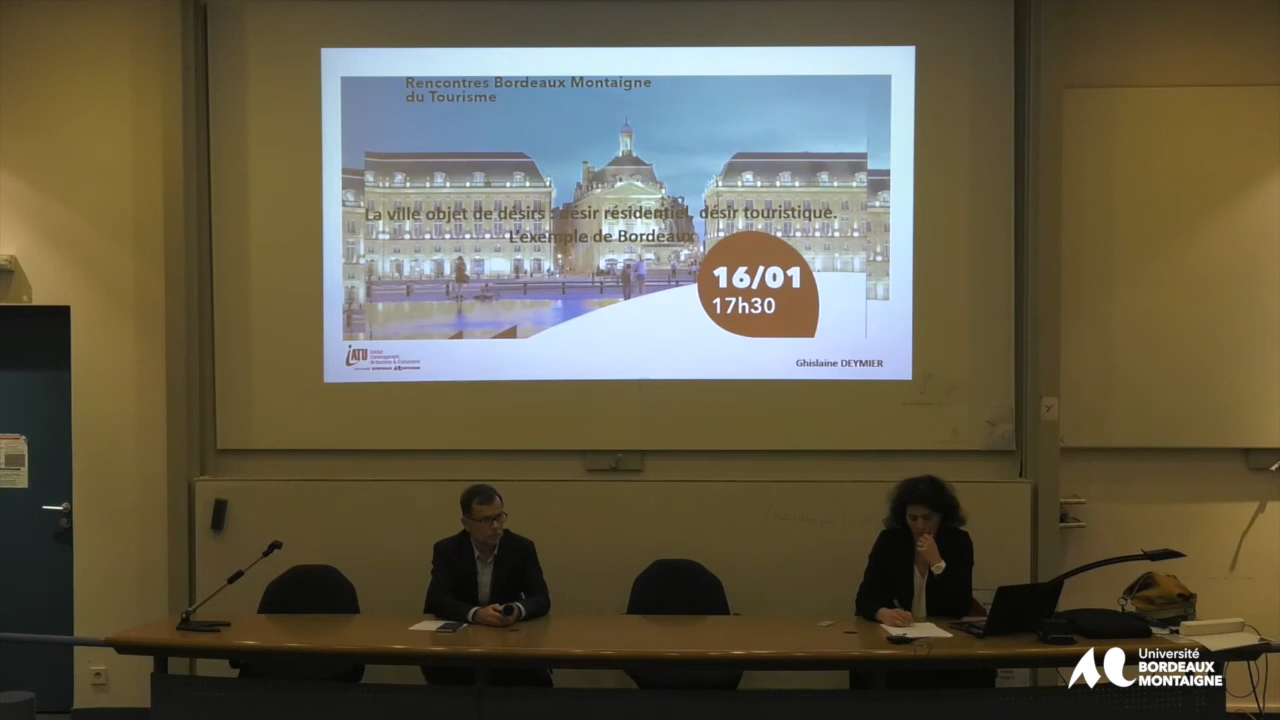 Rencontres Bordeaux Montaigne
du Tourisme
La ville objet de désirs : désir résidentiel, désir touristique.
L'exemple de Bordeaux
16/01
17h30
iATU
Ghislaine DEYMIER
Université
BORDEAUX
MONTAIGNE